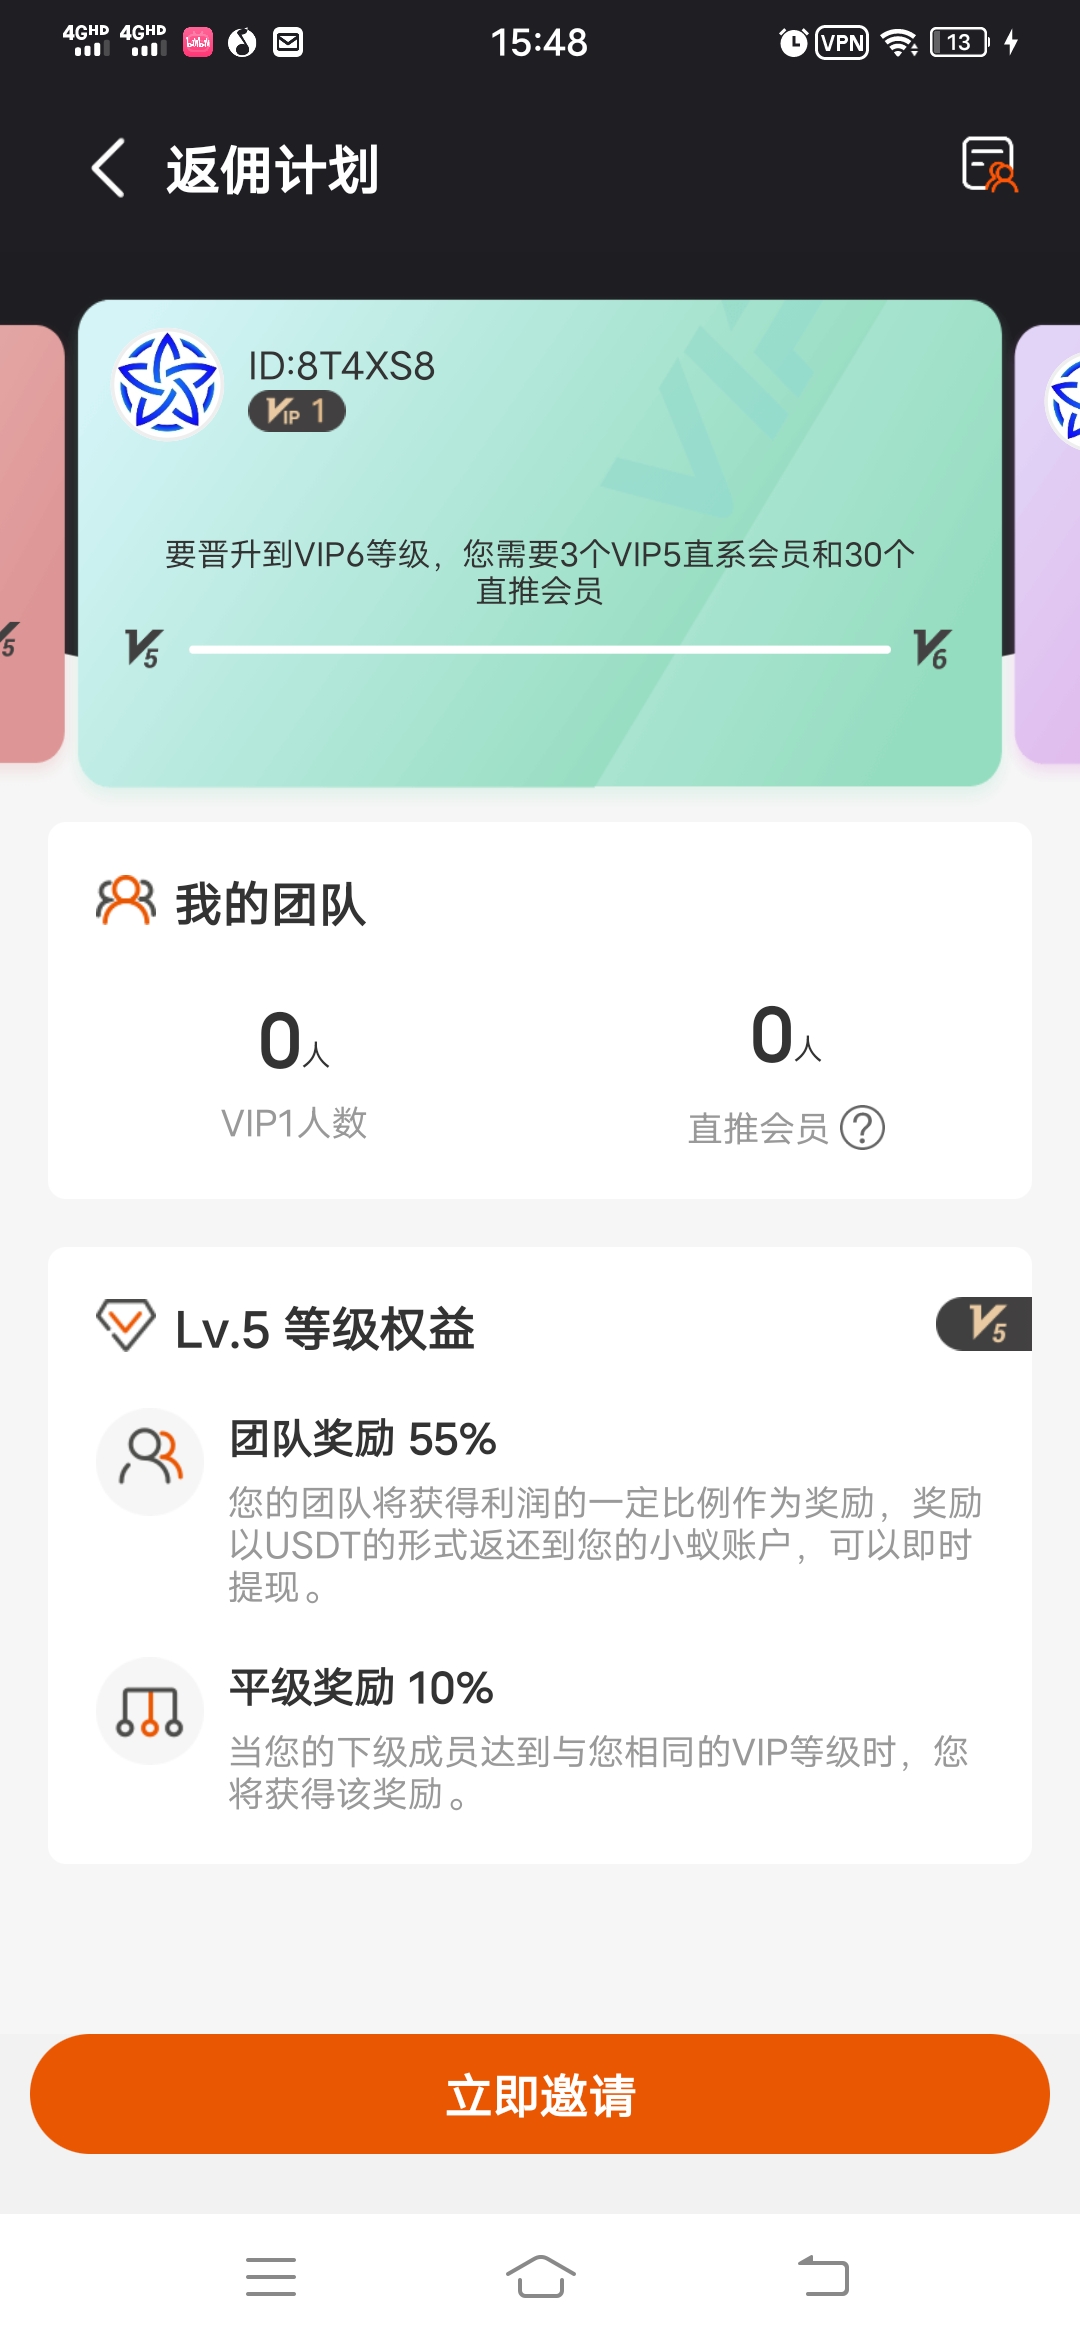 4GHD 4GHD 15:48 VPN 13
返佣计划
ID:8T4XS8
VIP 1
VIP
要晋升到VIP6等级，您需要3个VIP5直系会员和30个
直推会员
V5
V5
V6
我的团队
0人
0人
VIP1人数
直推会员 ?
Lv.5 等级权益
V5
团队奖励 55%
您的团队将获得利润的一定比例作为奖励，奖励
以USDT的形式返还到您的小蚁账户，可以即时
提现。
平级奖励 10%
当您的下级成员达到与您相同的VIP等级时，您
将获得该奖励。
立即邀请